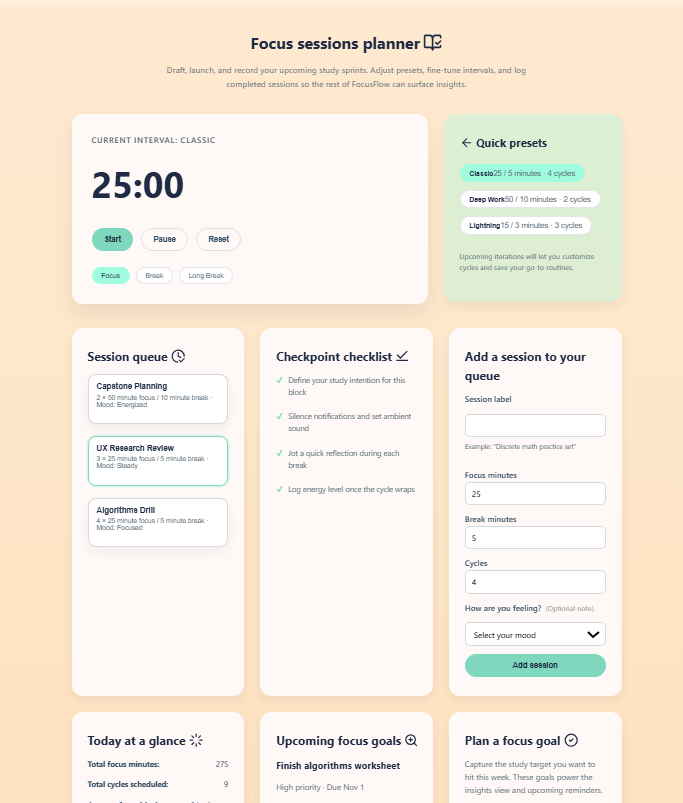 Focus sessions planner
Draft, launch, and record your upcoming study sprints. Adjust presets, fine-tune intervals, and log
completed sessions so the rest of FocusFlow can surface insights.
CURRENT INTERVAL: CLASSIC
25:00
Start Pause Reset
Focus Break Long Break
Quick presets
Classic25 / 5 minutes · 4 cycles
Deep Work50 / 10 minutes · 2 cycles
Lightning15 / 3 minutes · 3 cycles
Upcoming iterations will let you customize
cycles and save your go-to routines.
Session queue
Capstone Planning
2 × 50 minute focus / 10 minute break ·
Mood: Energized
UX Research Review
3 × 25 minute focus / 5 minute break ·
Mood: Steady
Algorithms Drill
4 × 25 minute focus / 5 minute break ·
Mood: Focused
Checkpoint checklist
Define your study intention for this
block
Silence notifications and set ambient
sound
Jot a quick reflection during each
break
Log energy level once the cycle wraps
Add a session to your
queue
Session label
Example: "Discrete math practice set"
Focus minutes
25
Break minutes
5
Cycles
4
How are you feeling? (Optional note)
Select your mood
Add session
Today at a glance
Total focus minutes: 275
Total cycles scheduled: 9
Upcoming focus goals
Finish algorithms worksheet
High priority · Due Nov 1
Plan a focus goal
Capture the study target you want to
hit this week. These goals power the
insights view and upcoming reminders.